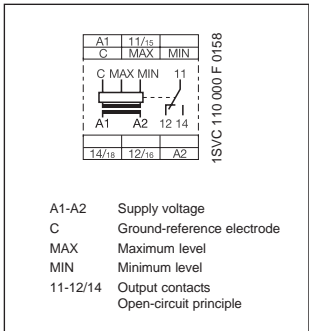 A1 11/15
C MAX MIN
C MAX MIN 11
A1 A2 12 14
14/18 12/16 A2
1SVC 110 000 F 0158
A1-A2 Supply voltage
C Ground-reference electrode
MAX Maximum level
MIN Minimum level
11-12/14 Output contacts
Open-circuit principle